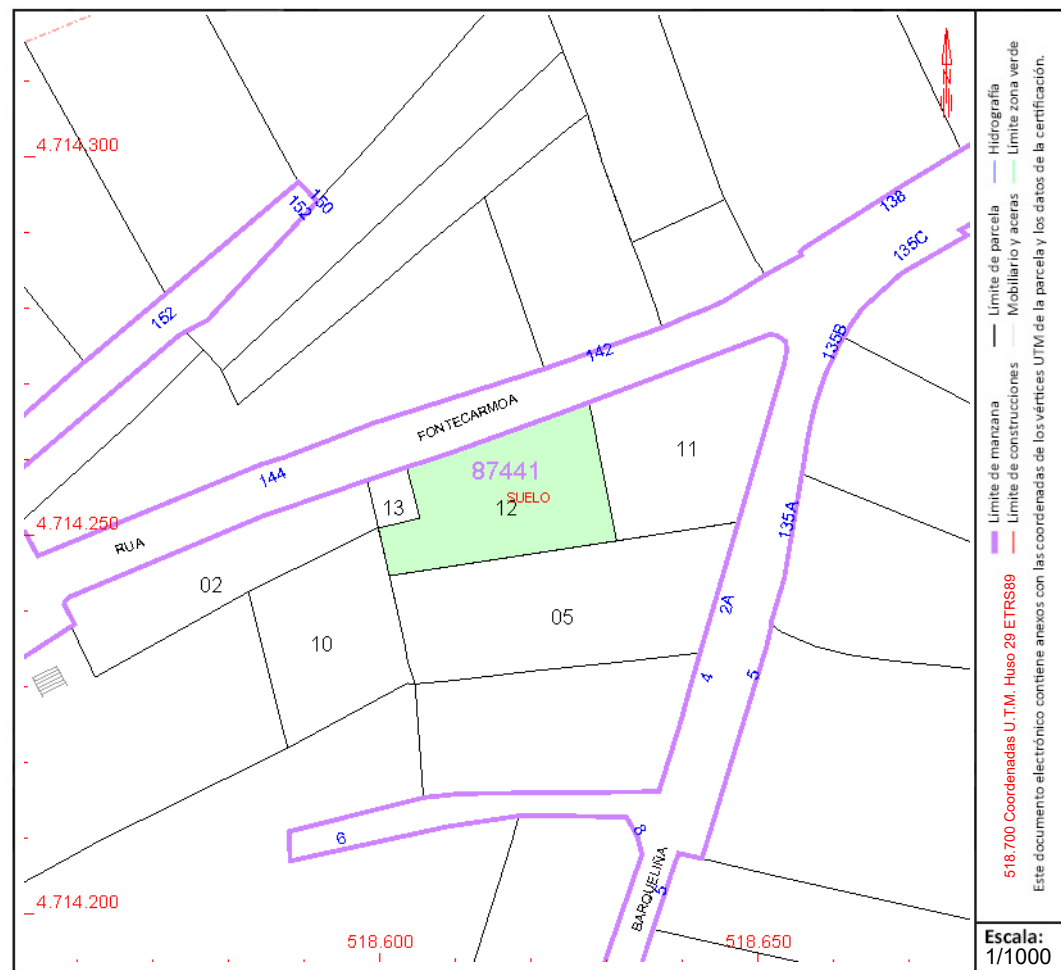 4.714.300
4.714.250
4.714.200
518.600
518.650
N
150
152
152
138
135C
135B
142
FONTECARMOA
144
RUA
87441
SUELO
12
11
13
02
10
05
135A
2A
4
5
6
8
5
BARQUELIÑA
Límite de manzana
Límite de parcela
Hidrografía
Límite de construcciones
Mobiliario y aceras
Límite zona verde
518.700 Coordenadas U.T.M. Huso 29 ETRS89
Este documento electrónico contiene anexos con las coordenadas de los vértices UTM de la parcela y los datos de la certificación.
Escala:
1/1000